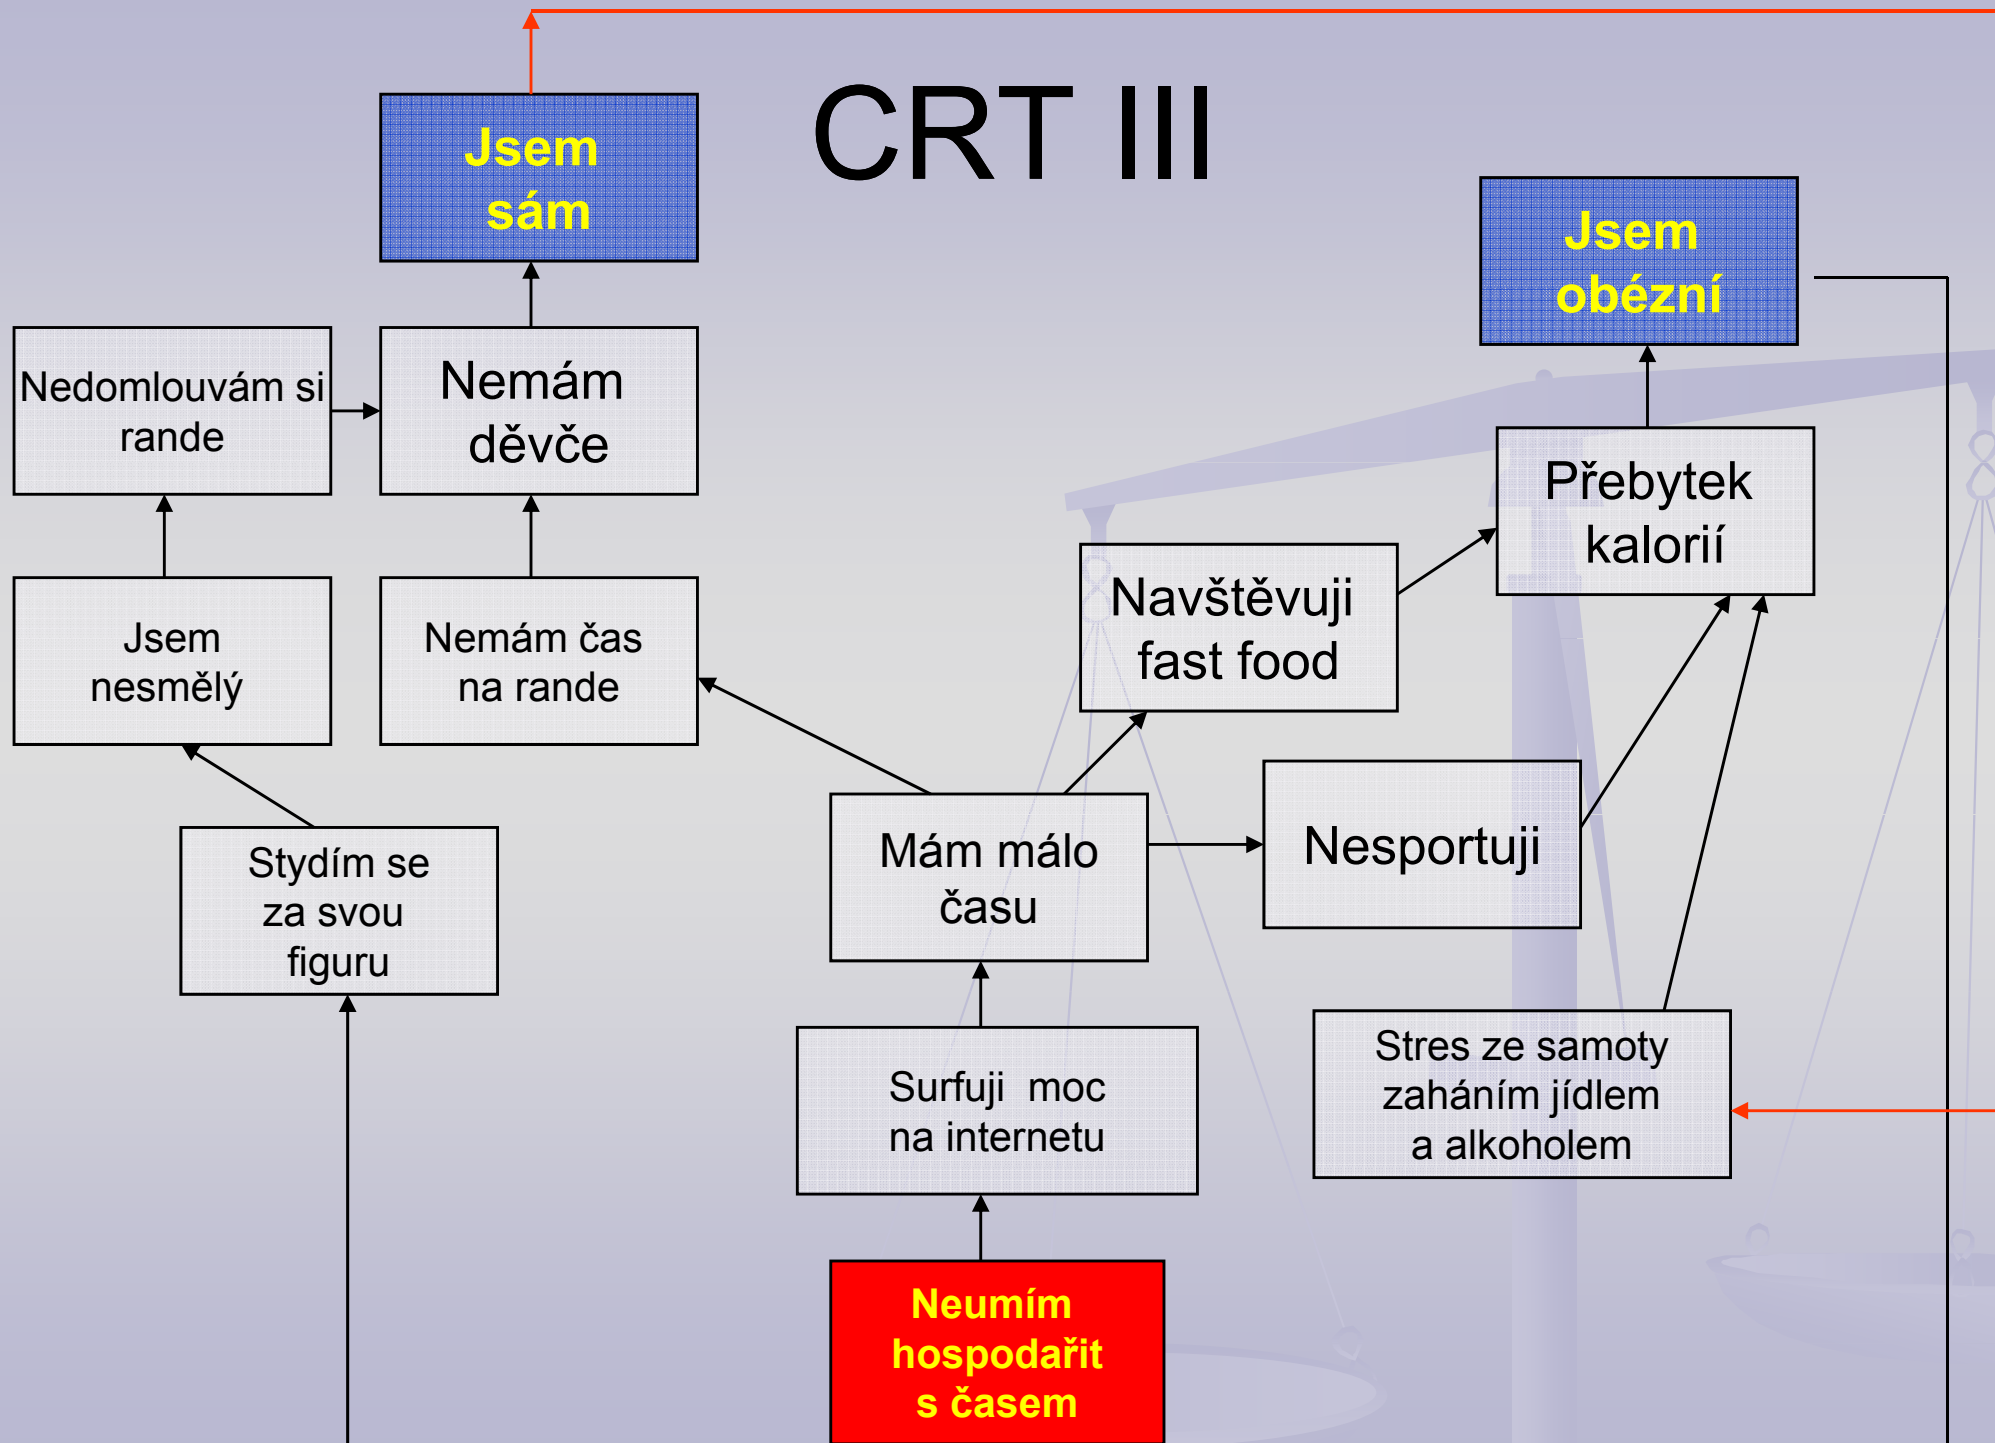 CRT III
Jsem
sám
Jsem
obézní
Nedomlouvám si
rande
Nemám
děvče
Přebytek
kalorií
Navštěvuji
fast food
Jsem
nesmělý
Nemám čas
na rande
Stydím se
za svou
figuru
Mám málo
času
Nesportuji
Surfuji moc
na internetu
Stres ze samoty
zaháním jídlem
a alkoholem
Neumím
hospodařit
s časem